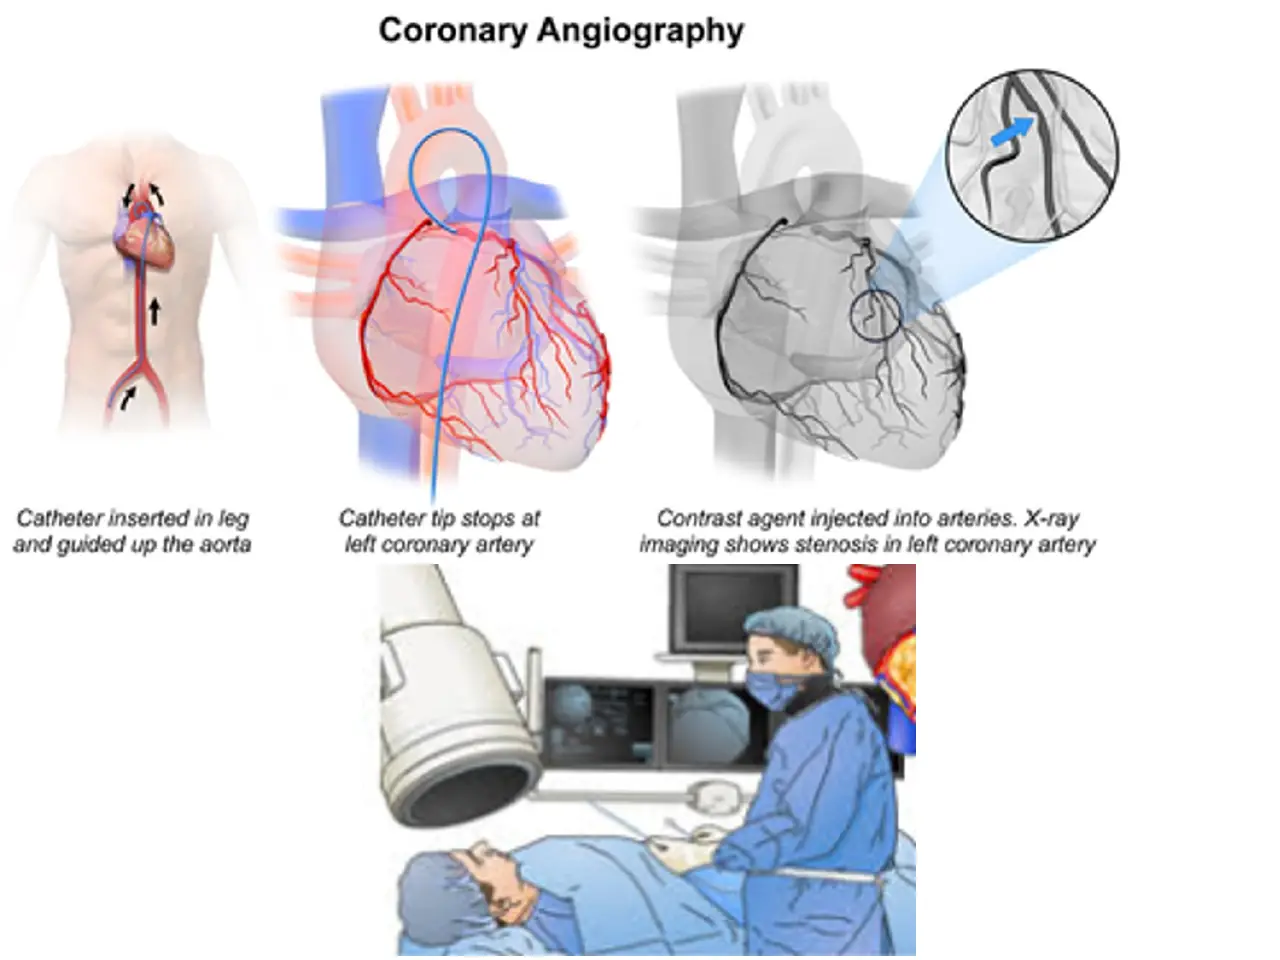 Coronary Angiography
Catheter inserted in leg
and guided up the aorta
Catheter tip stops at
left coronary artery
Contrast agent injected into arteries. X-ray
imaging shows stenosis in left coronary artery